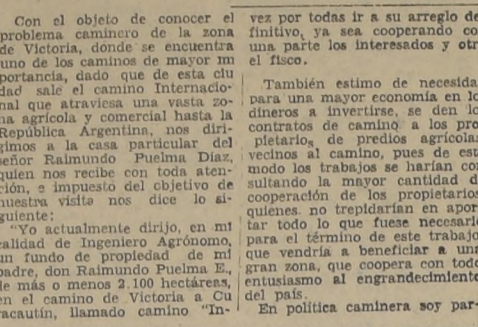 Con el objeto de conocer el
problema caminero de la zona
de Victoria, donde se encuentra
uno de los caminos de mayor im
portancia, dado que de esta ciu
dad sale el camino Internacio-
nal que atraviesa una vasta zo-
na agrícola y comercial hasta la
República Argentina, nos diri-
gimos a la casa particular del
señor Raimundo Puelma Díaz,
quien nos recibe con toda aten-
ción, e impuesto del objetivo de
nuestra visita nos dice lo si-
guiente:
"Yo actualmente dirijo, en mi
calidad de Ingeniero Agrónomo,
un fundo de propiedad de mi
padre, don Raimundo Puelma E.,
de más o menos 2.100 hectáreas,
en el camino de Victoria a Cu
racautín, llamado camino "In-
vez por todas ir a su arreglo de
finitivo, ya sea cooperando con
una parte los interesados y otr
el fisco.
También estimo de necesida
para una mayor economía en lo
dineros a invertirse, se den lo
contratos de camino a los pro
pietarios de predios agrícola
vecinos al camino, pues de est
modo los trabajos se harían con
sultando la mayor cantidad d
cooperación de los propietario
quienes no trepidarían en apor
tar todo lo que fuese necesari
para el término de este trabajo
que vendría a beneficiar a una
gran zona, que coopera con todo
entusiasmo al engrandecimiento
del país.
En política caminera soy par-